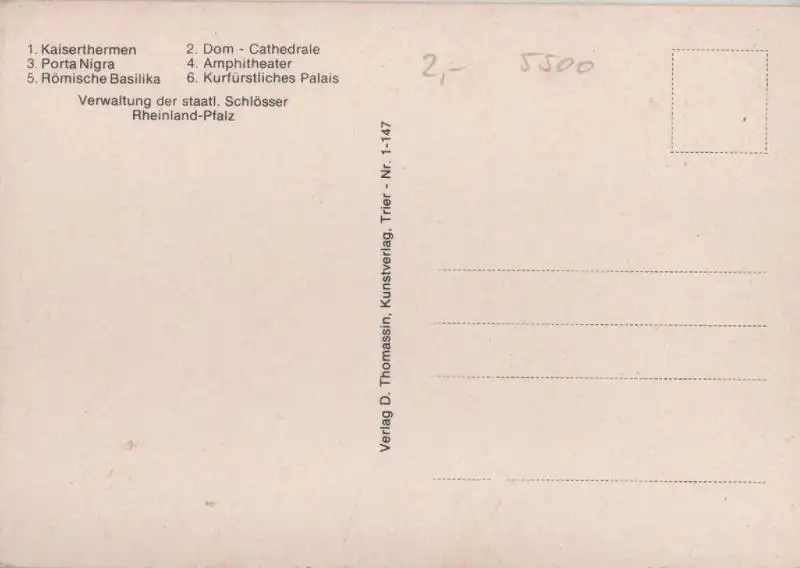 1. Kaiserthermen 2. Dom - Cathedrale
3. Porta Nigra 4. Amphitheater
5. Römische Basilika 6. Kurfürstliches Palais
Verwaltung der staatl. Schlösser
Rheinland-Pfalz
2,- 5500
Verlag D. Thomassin, Kunstverlag, Trier - Nr. 1-147